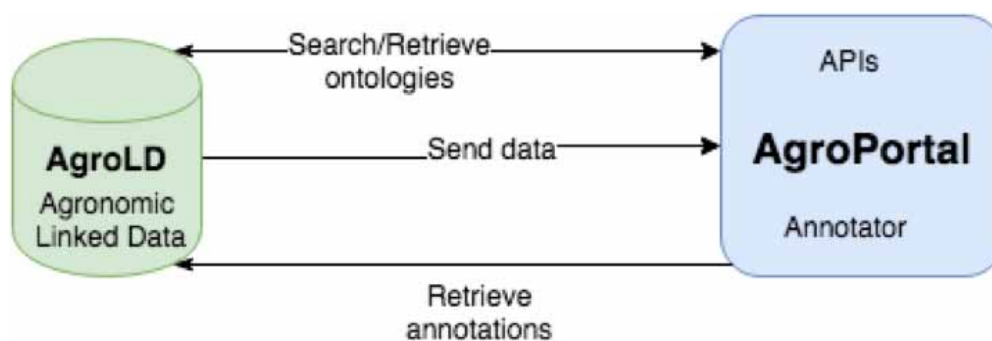 Search/Retrieve
ontologies
APIs
AgroLD
Send data
AgroPortal
Agronomic
Linked Data
Annotator
Retrieve
annotations